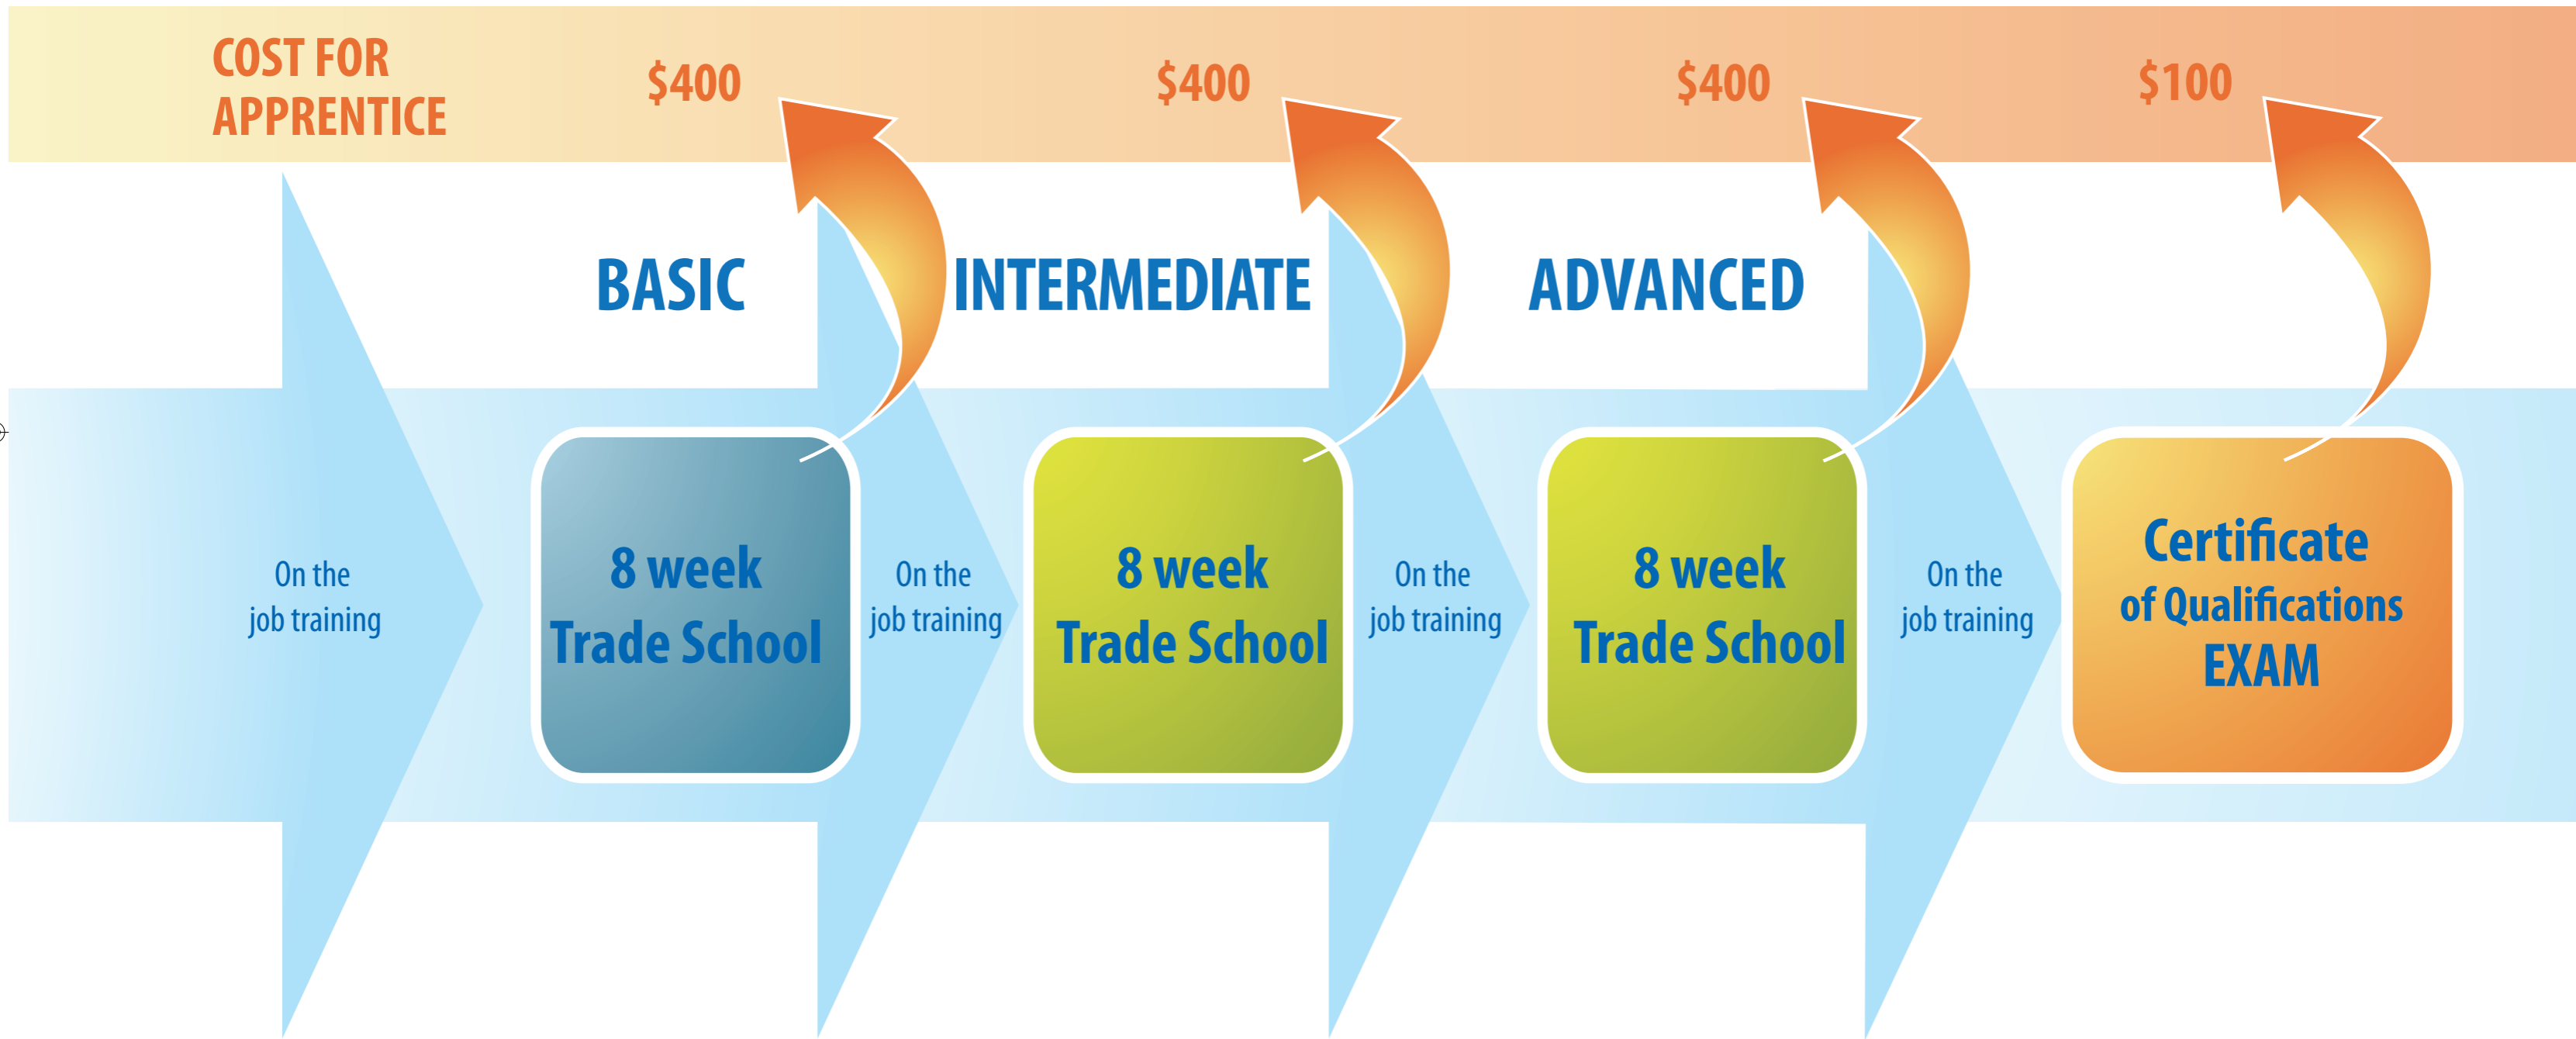 COST FOR
APPRENTICE
$400
$400
$400
$100
BASIC
INTERMEDIATE
ADVANCED
On the
job training
8 week
Trade School
On the
job training
8 week
Trade School
On the
job training
8 week
Trade School
On the
job training
Certificate
of Qualifications
EXAM